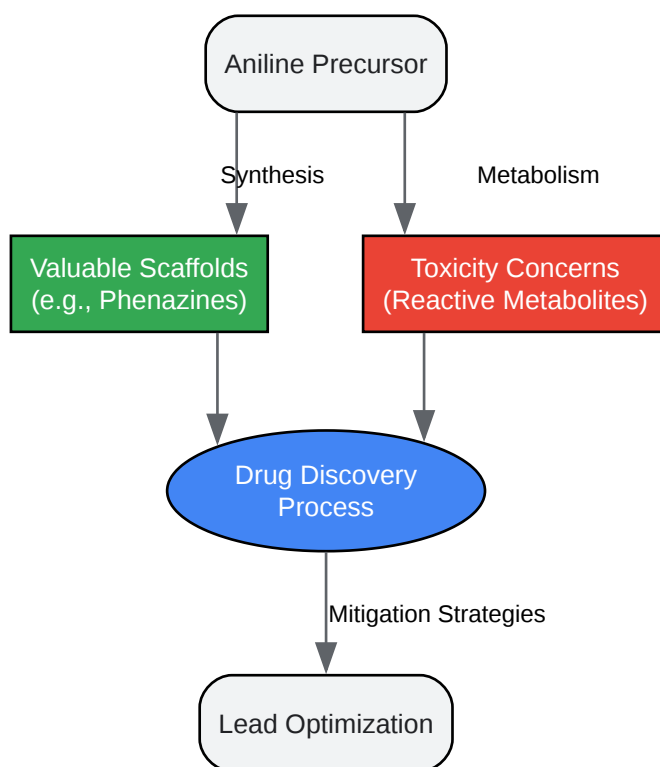 Aniline Precursor
Synthesis
Metabolism
Valuable Scaffolds
(e.g., Phenazines)
Toxicity Concerns
(Reactive Metabolites)
Drug Discovery
Process
Mitigation Strategies
Lead Optimization